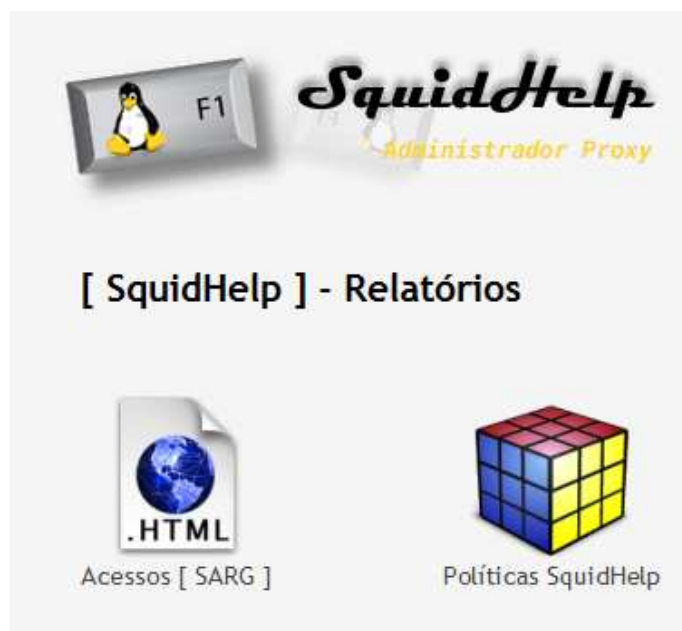 F1
SquidHelp
Administrador Proxy
[ SquidHelp ] - Relatórios
.HTML
Acessos [ SARG ]
Políticas SquidHelp